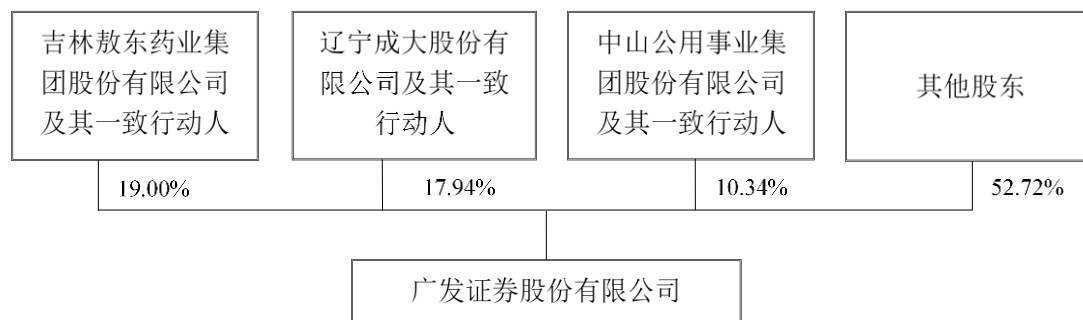 吉林敖东药业集
团股份有限公司
及其一致行动人
辽宁成大股份有
限公司及其一致
行动人
中山公用事业集
团股份有限公司
及其一致行动人
其他股东
19.00%
17.94%
10.34%
52.72%
广发证券股份有限公司